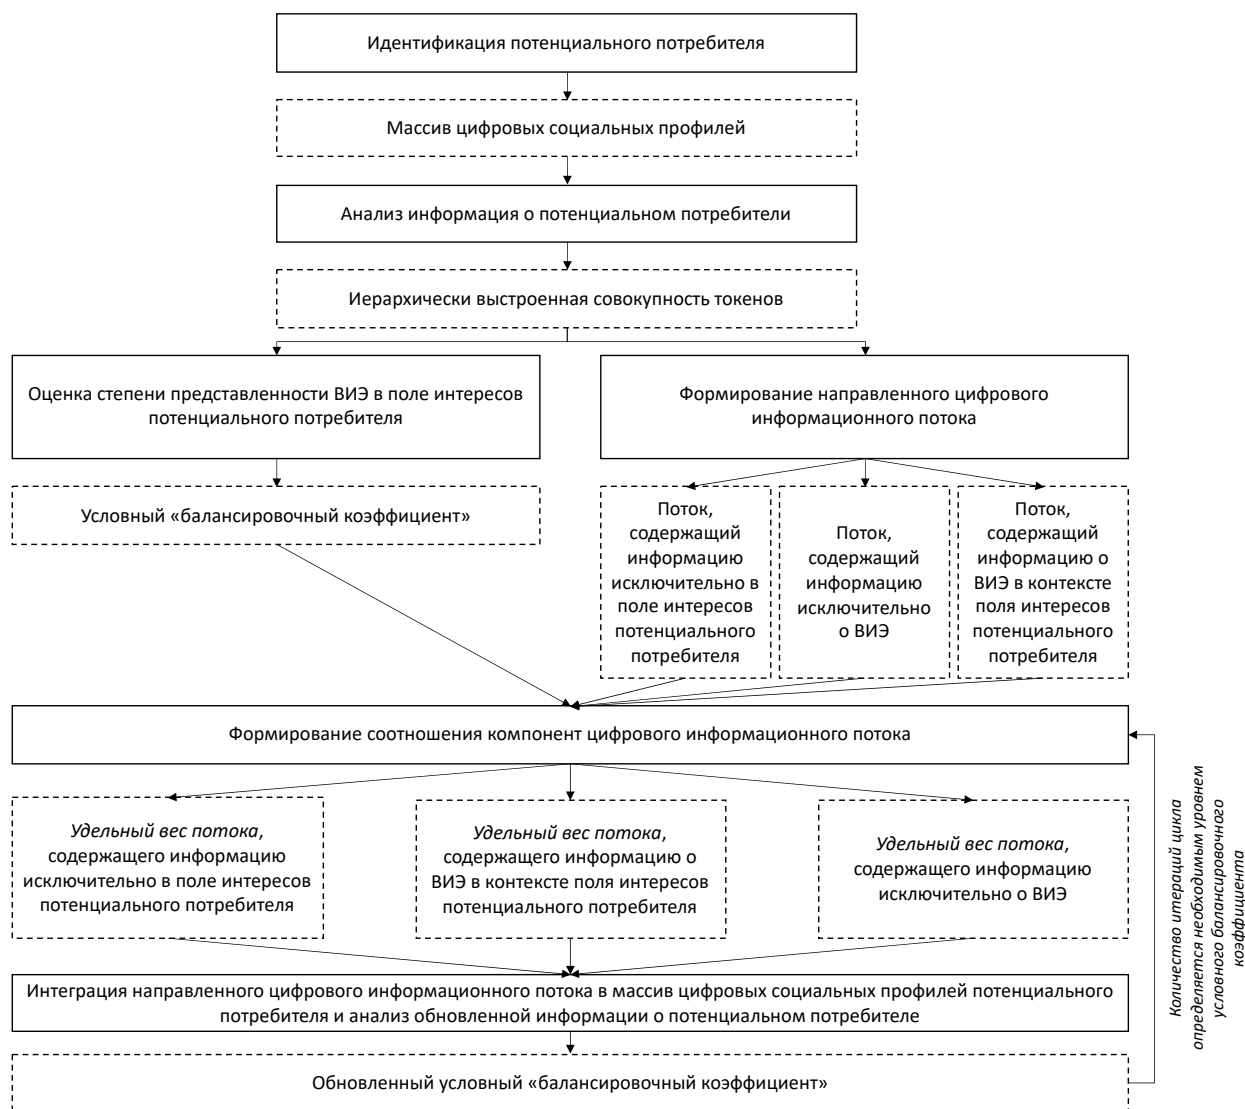 Идентификация потенциального потребителя
Массив цифровых социальных профилей
Анализ информация о потенциальном потребители
Иерархически выстроенная совокупность токенов
Оценка степени представленности ВИЭ в поле интересов
потенциального потребителя
Формирование направленного цифрового
информационного потока
Условный «балансировочный коэффициент»
Поток,
содержащий
информацию
исключительно в
поле интересов
потенциального
потребителя
Поток,
содержащий
информацию
исключительно
о ВИЭ
Поток,
содержащий
информацию о
ВИЭ в контексте
поля интересов
потенциального
потребителя
Формирование соотношения компонент цифрового информационного потока
Удельный вес потока,
содержащего информацию
исключительно в поле интересов
потенциального потребителя
Удельный вес потока,
содержащего информацию о
ВИЭ в контексте поля интересов
потенциального потребителя
Удельный вес потока,
содержащего информацию
исключительно о ВИЭ
Количество итераций цикла
определяется необходимым уровнем
условного балансировочного
коэффициента
Интеграция направленного цифрового информационного потока в массив цифровых социальных профилей потенциального
потребителя и анализ обновленной информации о потенциальном потребителе
Обновленный условный «балансировочный коэффициент»